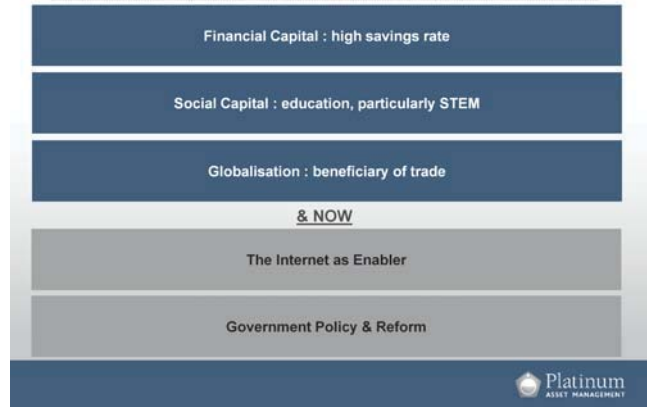 Financial Capital : high savings rate
Social Capital : education, particularly STEM
Globalisation : beneficiary of trade
& NOW
The Internet as Enabler
Government Policy & Reform
Platinum
ASSET MANAGEMENT